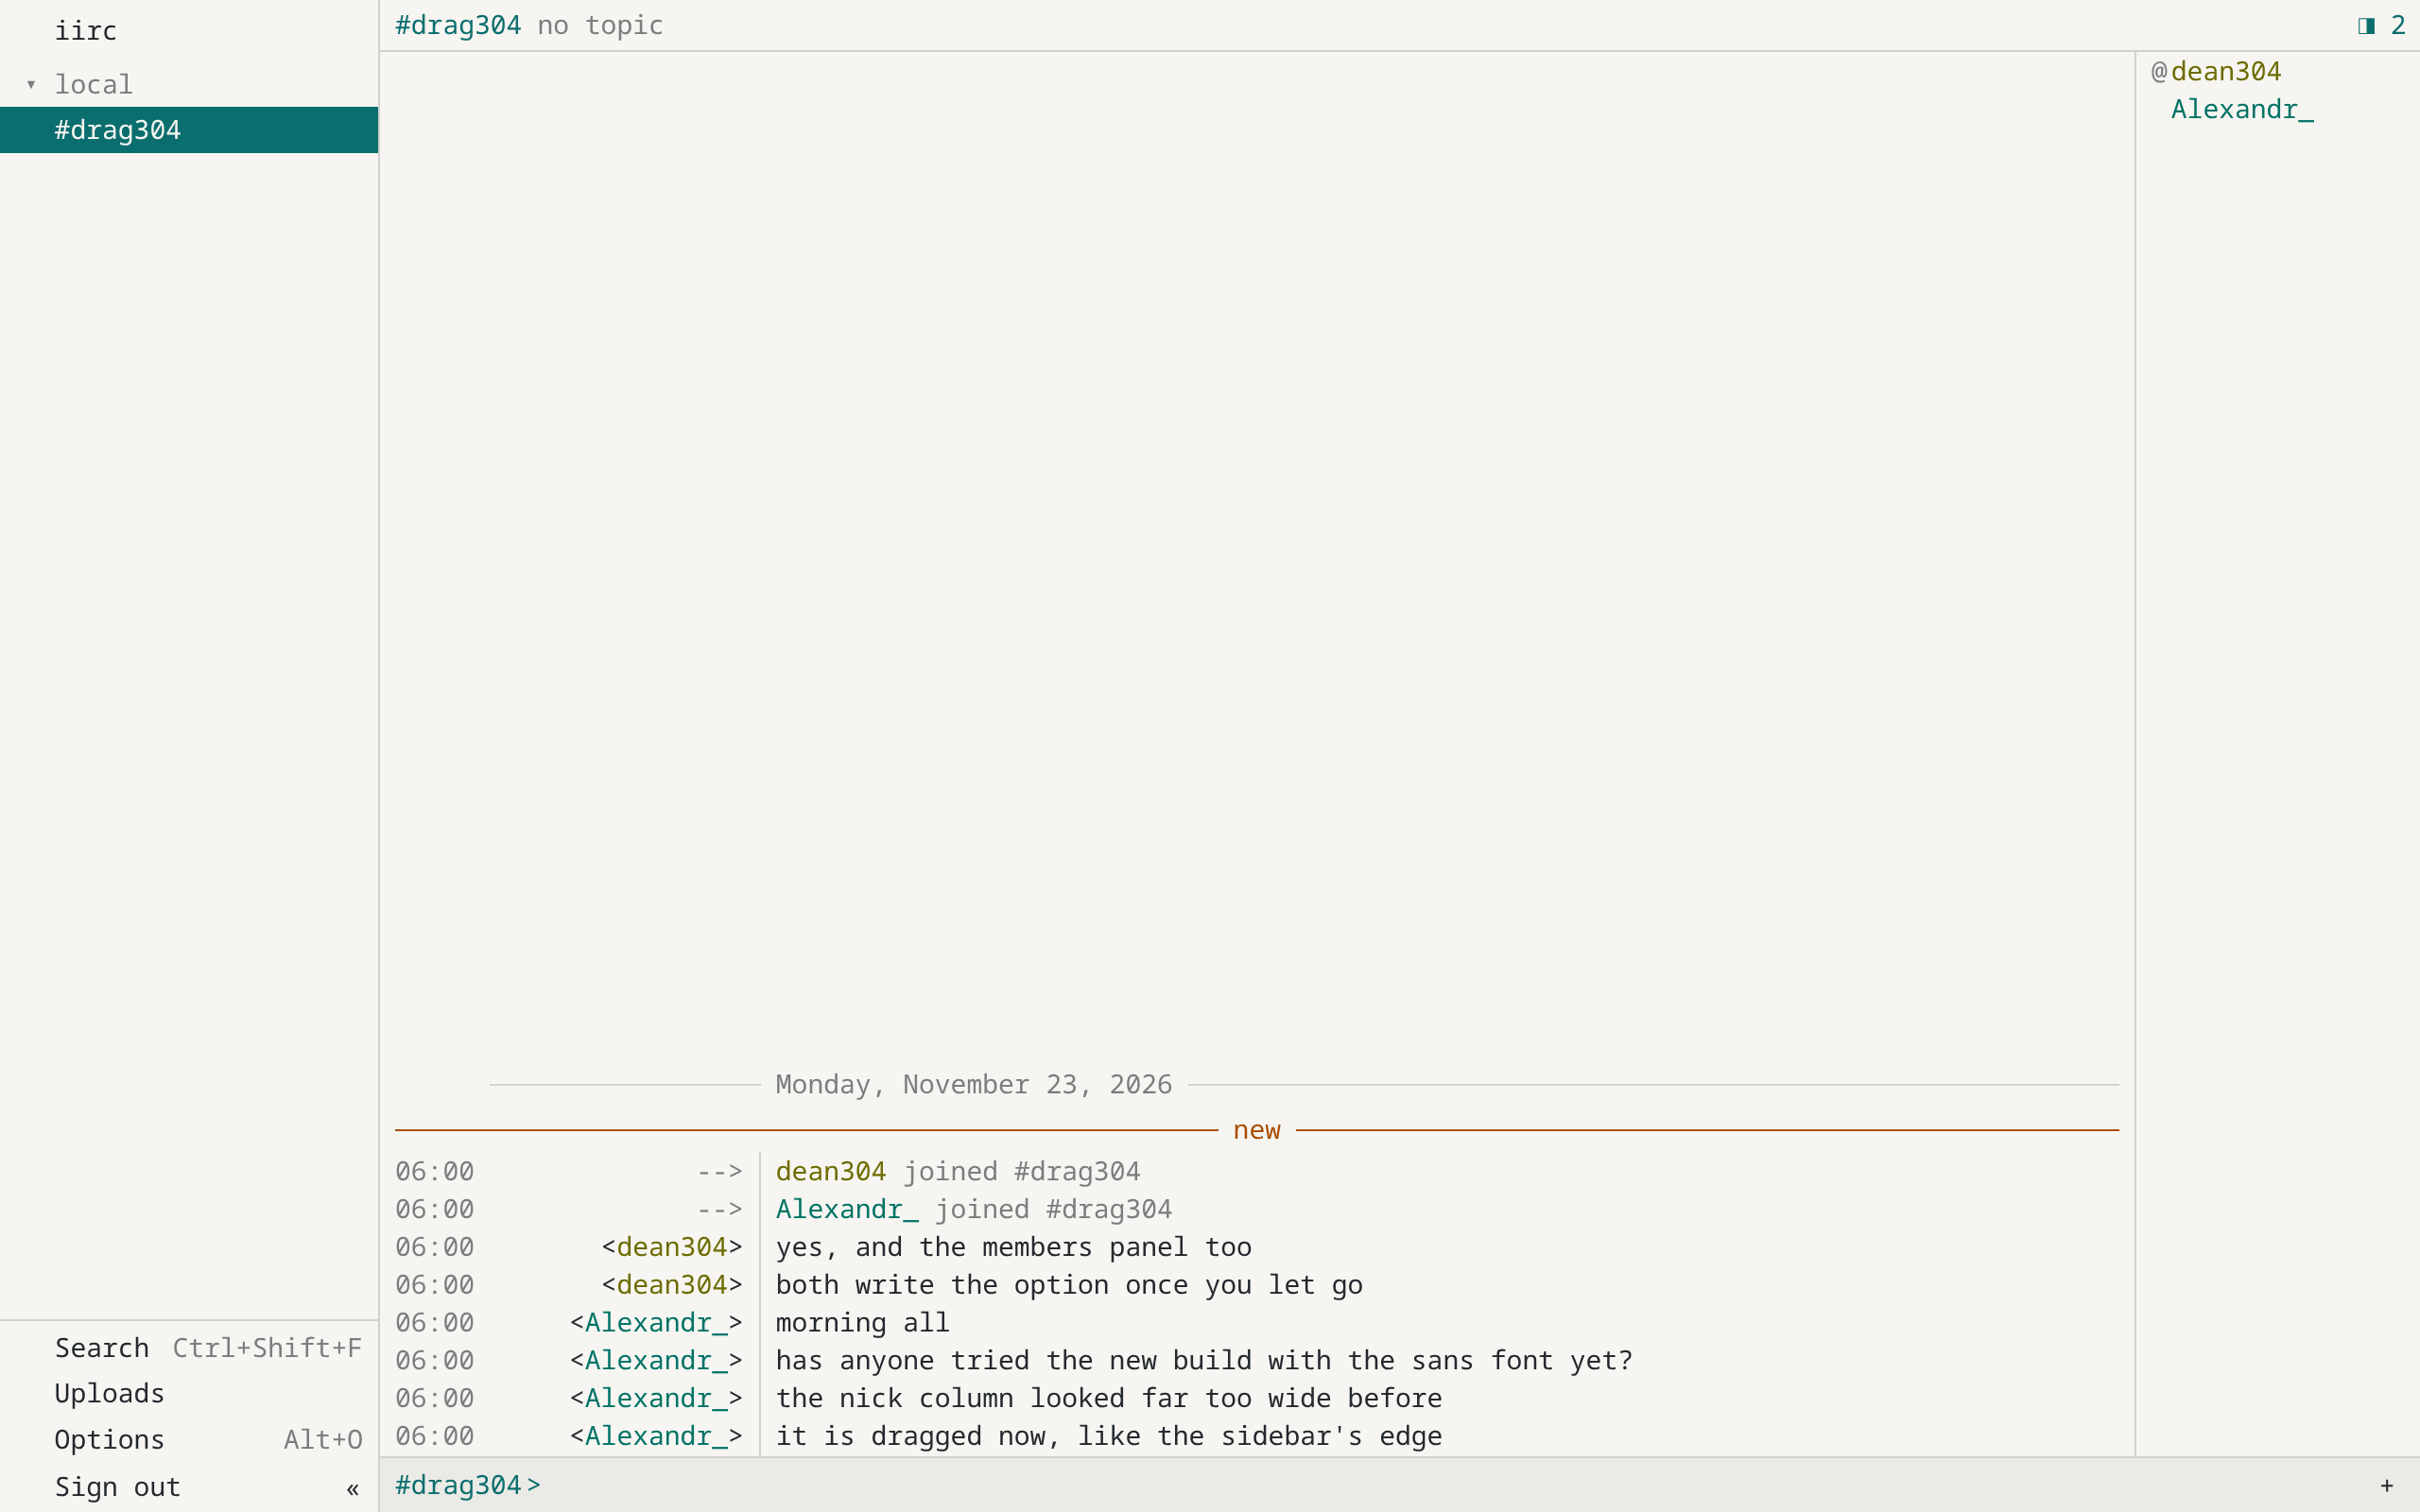 iirc
▾ local
#drag304
Search Ctrl+Shift+F
Uploads
Options Alt+O
Sign out «
#drag304 no topic ◨ 2
Monday, November 23, 2026
new
06:00 --> dean304 joined #drag304
06:00 --> Alexandr_ joined #drag304
06:00 <dean304> yes, and the members panel too
06:00 <dean304> both write the option once you let go
06:00 <Alexandr_> morning all
06:00 <Alexandr_> has anyone tried the new build with the sans font yet?
06:00 <Alexandr_> the nick column looked far too wide before
06:00 <Alexandr_> it is dragged now, like the sidebar's edge
#drag304> +
@dean304
Alexandr_